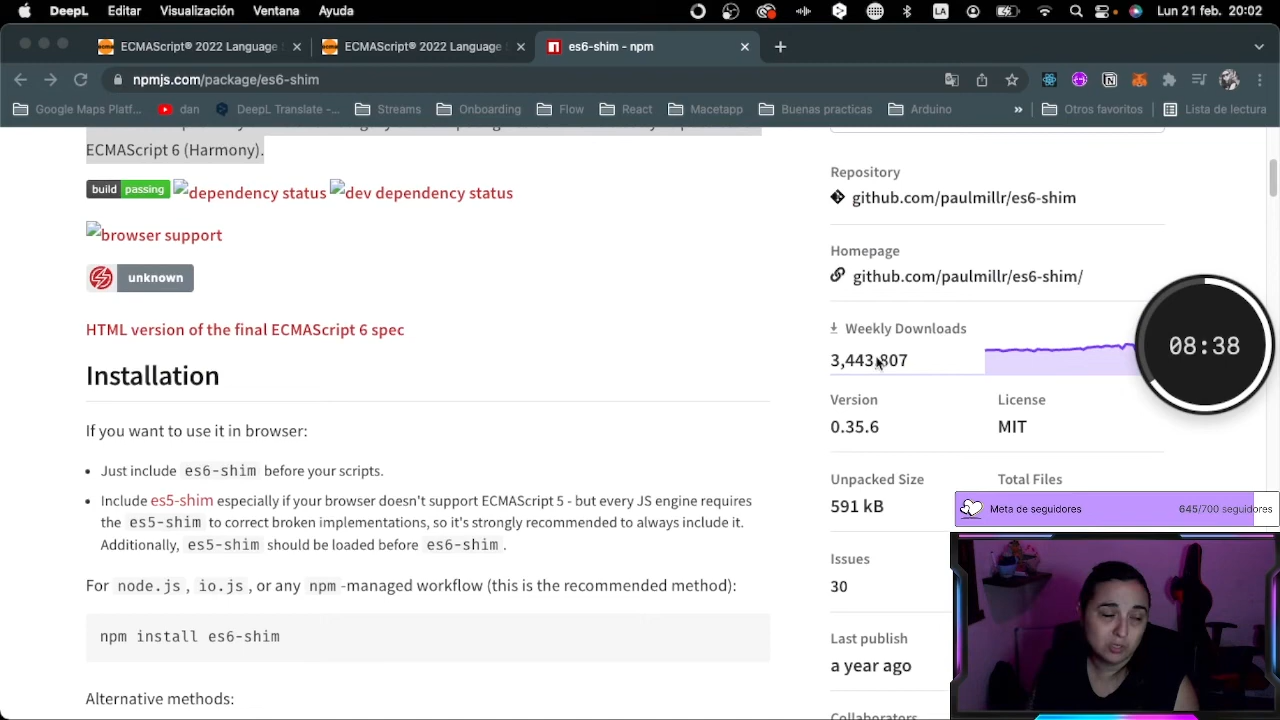 DeepL Editar Instalación Ventana Ayuda LA Lun 21 feb. 20:02
ECMAScript® 2022 Language ECMAScript® 2022 Language es6-shim - npm
npmjs.com/package/es6-shim
Google Maps Platf... dan DeepL Translate -... Streams Onboarding Flow React Macetapp Buenas practicas Arduino » Otros favoritos Lista de lectura
ECMAScript 6 (Harmony).
build passing dependency status dev dependency status
browser support
unknown
HTML version of the final ECMAScript 6 spec
Installation
If you want to use it in browser:
• Just include es6-shim before your scripts.
• Include es5-shim especially if your browser doesn't support ECMAScript 5 - but every JS engine requires
the es5-shim to correct broken implementations, so it's strongly recommended to always include it.
Additionally, es5-shim should be loaded before es6-shim .
For node.js , io.js , or any npm -managed workflow (this is the recommended method):
npm install es6-shim
Alternative methods:
Repository
github.com/paulmillr/es6-shim
Homepage
github.com/paulmillr/es6-shim/
Weekly Downloads
3,443,807
08:38
Version License
0.35.6 MIT
Unpacked Size Total Files
591 kB
Meta de seguidores 645/700 seguidores
Issues
30
Last publish
a year ago
Collaborators